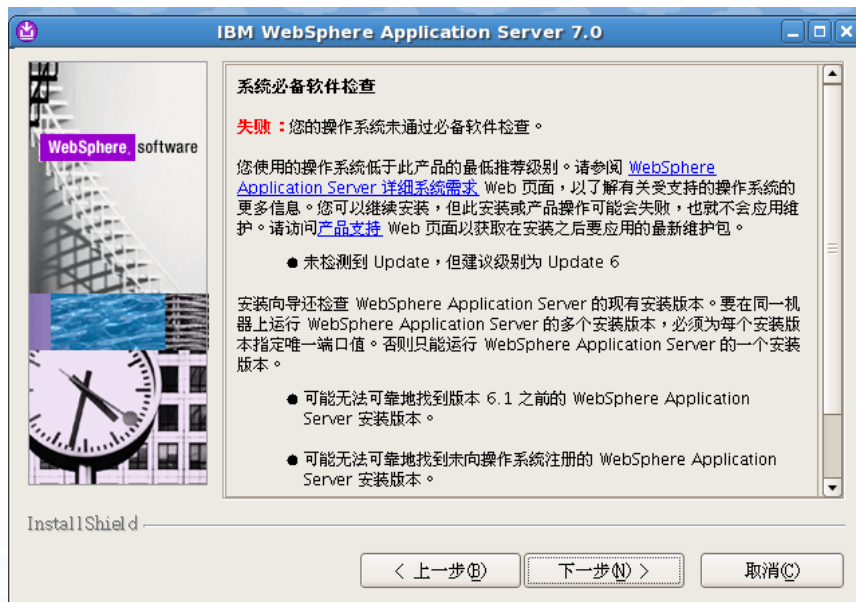 IBM WebSphere Application Server 7.0
WebSphere. software
系统必备软件检查
失败：您的操作系统未通过必备软件检查。
您使用的操作系统低于此产品的最低推荐级别。请参阅 WebSphere
Application Server 详细系统需求 Web 页面，以了解有关受支持的操作系统的
更多信息。您可以继续安装，但此安装或产品操作可能会失败，也就不会应用维
护。请访问产品支持 Web 页面以获取在安装之后要应用的最新维护包。
● 未检测到 Update，但建议级别为 Update 6
安装向导还检查 WebSphere Application Server 的现有安装版本。要在同一机
器上运行 WebSphere Application Server 的多个安装版本，必须为每个安装版
本指定唯一端口值。否则只能运行 WebSphere Application Server 的一个安装
版本。
● 可能无法可靠地找到版本 6.1 之前的 WebSphere Application
Server 安装版本。
● 可能无法可靠地找到未向操作系统注册的 WebSphere Application
Server 安装版本。
InstallShield
< 上一步(B) 下一步(N) > 取消(C)